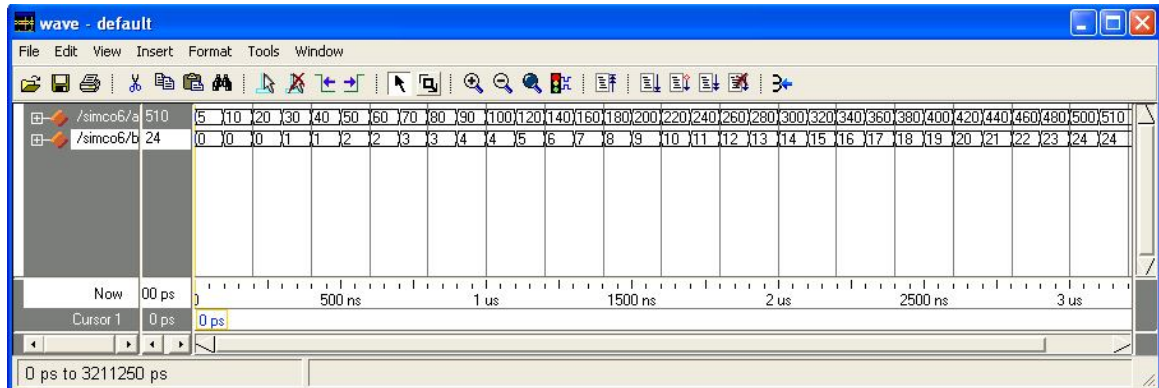 wave - default
File Edit View Insert Format Tools Window
/simco6/a 510 5 10 20 30 40 50 60 70 80 90 100 120 140 160 180 200 220 240 260 280 300 320 340 360 380 400 420 440 460 480 500 510
/simco6/b 24 0 0 0 1 1 2 2 3 3 4 4 5 6 7 8 9 10 11 12 13 14 15 16 17 18 19 20 21 22 23 24 24
Now 00 ps 0 500 ns 1 us 1500 ns 2 us 2500 ns 3 us
Cursor 1 0 ps 0 ps
0 ps to 3211250 ps